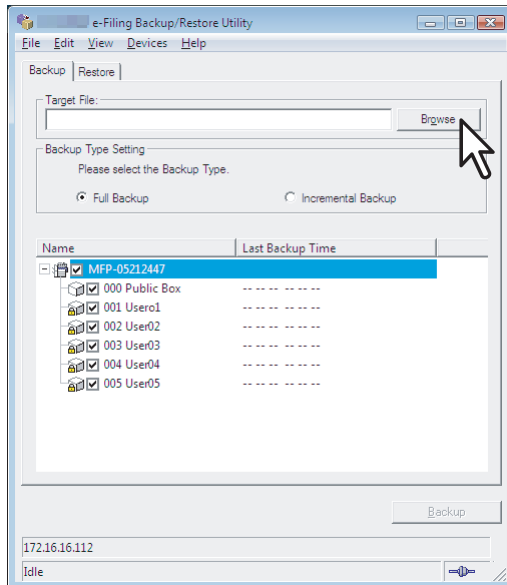 e-Filing Backup/Restore Utility
File Edit View Devices Help
Backup Restore
Target File:
Browse
Backup Type Setting
Please select the Backup Type.
Full Backup Incremental Backup
Name Last Backup Time
MFP-05212447
000 Public Box -- -- -- -- -- --
001 Usero1 -- -- -- -- -- --
002 User02 -- -- -- -- -- --
003 User03 -- -- -- -- -- --
004 User04 -- -- -- -- -- --
005 User05 -- -- -- -- -- --
Backup
172.16.16.112
Idle